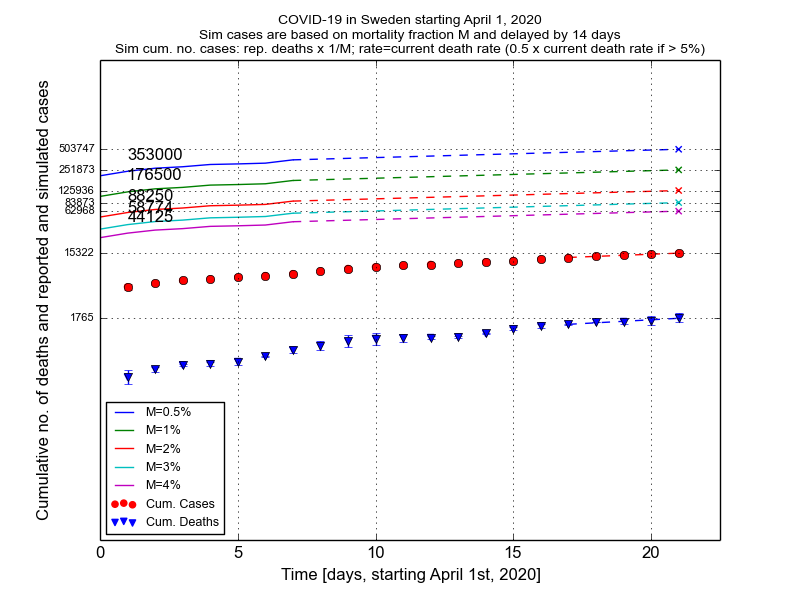 COVID-19 in Sweden starting April 1, 2020
Sim cases are based on mortality fraction M and delayed by 14 days
Sim cum. no. cases: rep. deaths x 1/M; rate=current death rate (0.5 x current death rate if > 5%)
Cumulative no. of deaths and reported and simulated cases
503747
251873
125936
83873
62968
15322
1765
353000
176500
88250
58774
44125
M=0.5%
M=1%
M=2%
M=3%
M=4%
Cum. Cases
Cum. Deaths
0 5 10 15 20
Time [days, starting April 1st, 2020]